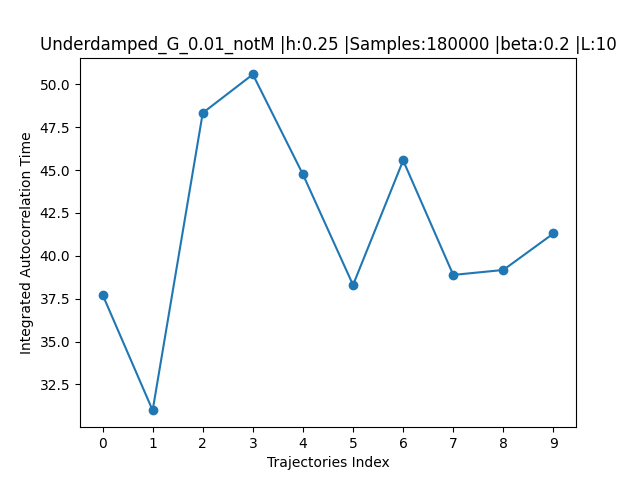 Underdamped_G_0.01_notM |h:0.25 |Samples:180000 |beta:0.2 |L:10
Integrated Autocorrelation Time
50.0
47.5
45.0
42.5
40.0
37.5
35.0
32.5
0 1 2 3 4 5 6 7 8 9
Trajectories Index